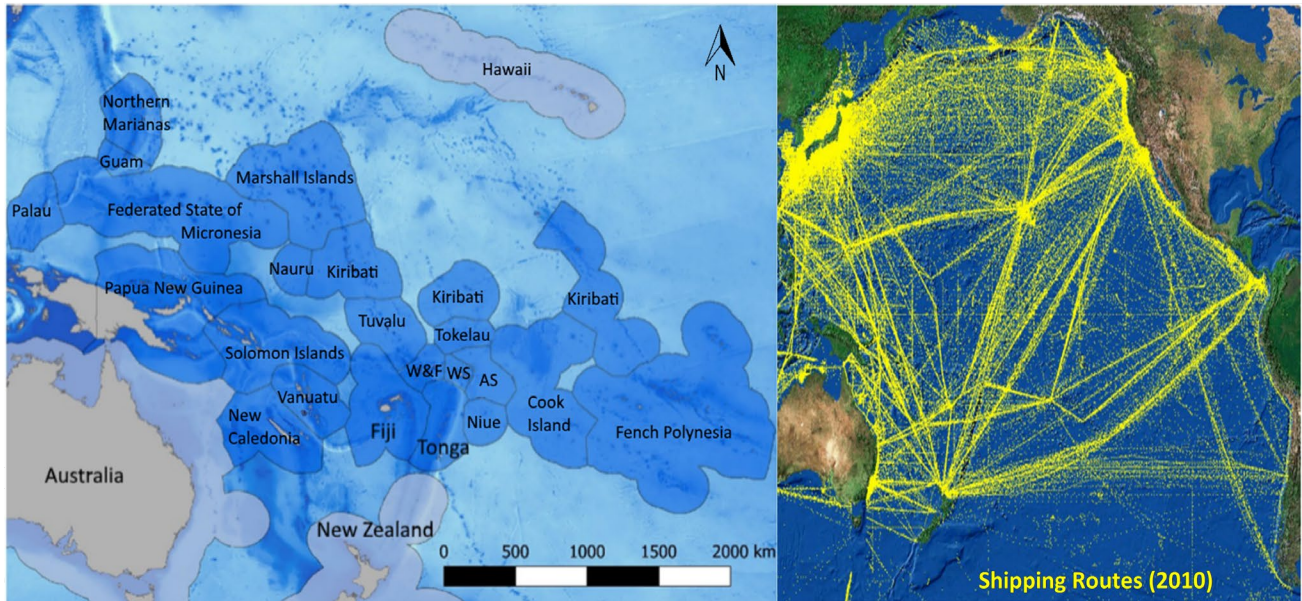 Hawaii
N
Northern
Marianas
Guam
Marshall Islands
Palau
Federated State of
Micronesia
Nauru
Kiribati
Kiribati
Kiribati
Papua New Guinea
Tuvalu
Tokelau
Solomon Islands
W&F
WS
AS
Vanuatu
New
Caledonia
Fiji
Tonga
Niue
Cook
Island
Fench Polynesia
Australia
New Zealand
0 500 1000 1500 2000 km
Shipping Routes (2010)